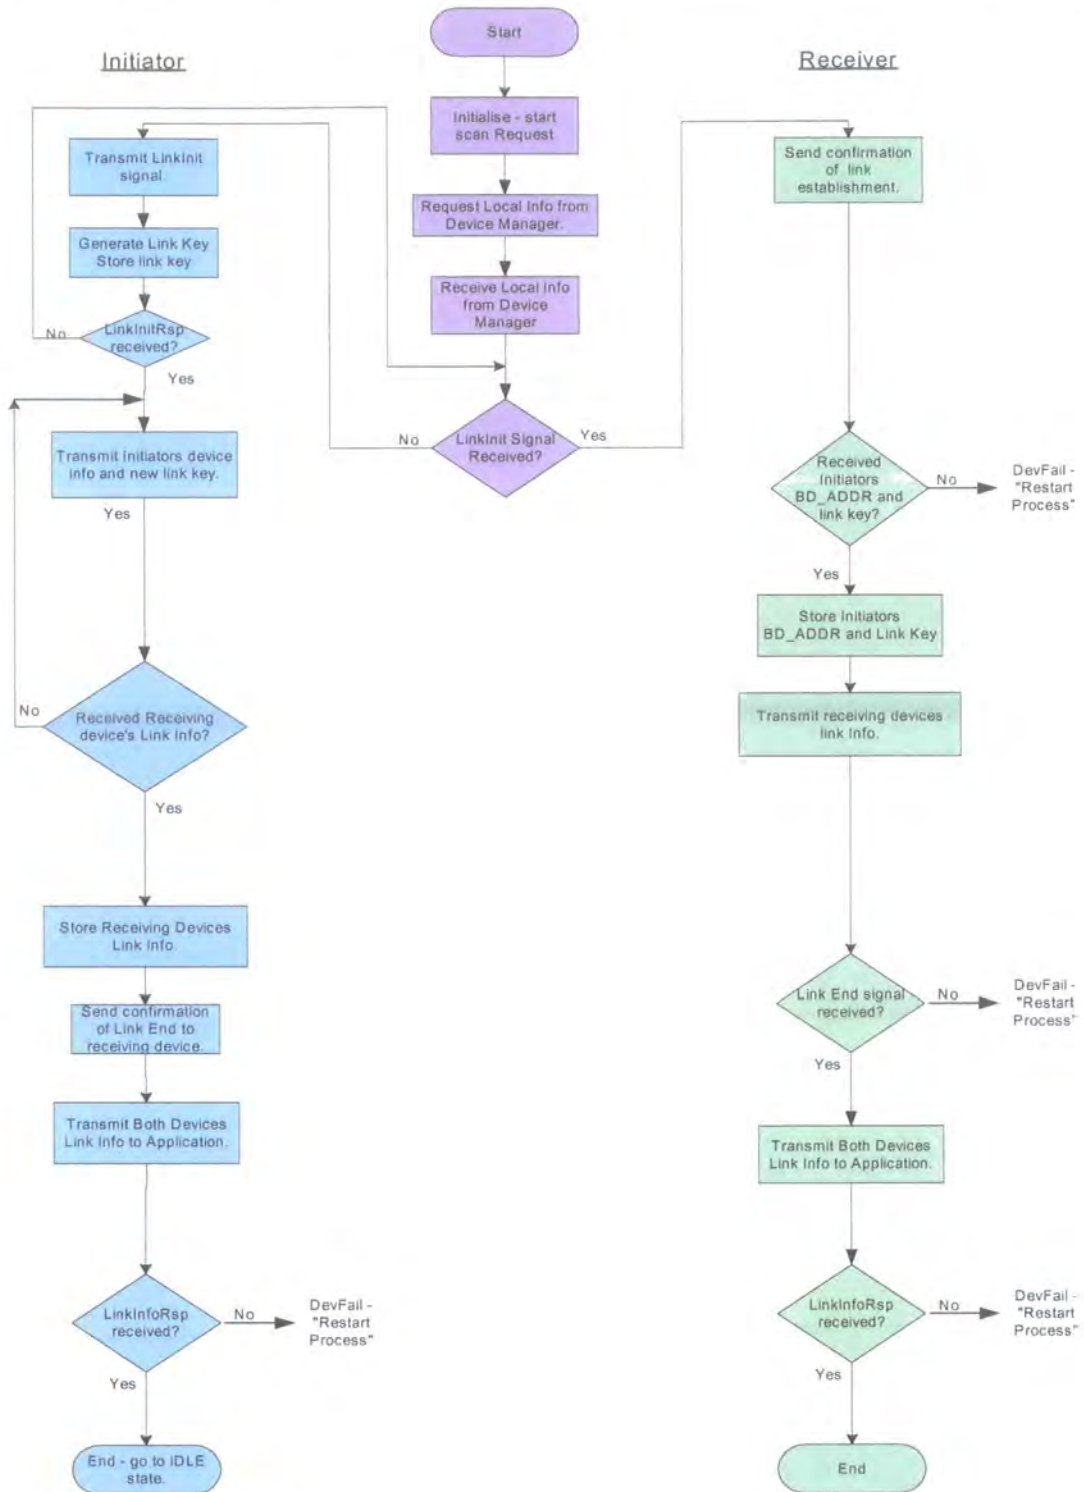 Start
Initiator
Receiver
Initialise - start
scan Request
Request Local Info from
Device Manager.
Receive Local Info
from Device
Manager
LinkInit Signal
Received?
No
Yes
Transmit LinkInit
signal.
Generate Link Key
Store link key
LinkInitRsp
received?
No
Yes
Transmit Initiators device
info and new link key.
Yes
Received Receiving
device's Link Info?
No
Yes
Store Receiving Devices
Link Info.
Send confirmation
of Link End to
receiving device.
Transmit Both Devices
Link Info to Application.
LinkInfoRsp
received?
No
DevFail -
"Restart
Process"
Yes
End - go to IDLE
state.
Send confirmation
of link
establishment.
Received
Initiators
BD_ADDR and
link key?
No
DevFail -
"Restart
Process"
Yes
Store Initiators
BD_ADDR and Link Key
Transmit receiving devices
link Info.
Link End signal
received?
No
DevFail -
"Restart
Process"
Yes
Transmit Both Devices
Link Info to Application.
LinkInfoRsp
received?
No
DevFail -
"Restart
Process"
Yes
End